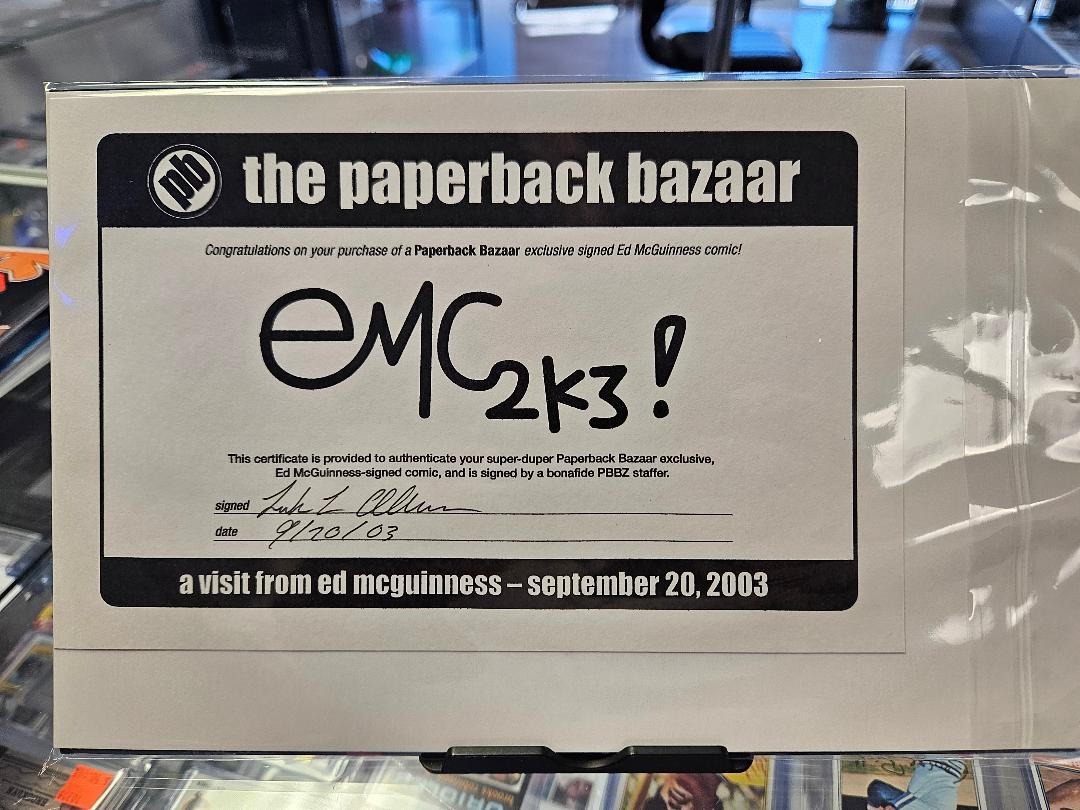 pb
the paperback bazaar
Congratulations on your purchase of a Paperback Bazaar exclusive signed Ed McGuinness comic!
eMC2K3!
This certificate is provided to authenticate your super-duper Paperback Bazaar exclusive,
Ed McGuinness-signed comic, and is signed by a bonafide PBBZ staffer.
signed
date 9/20/03
a visit from ed mcguinness – september 20, 2003